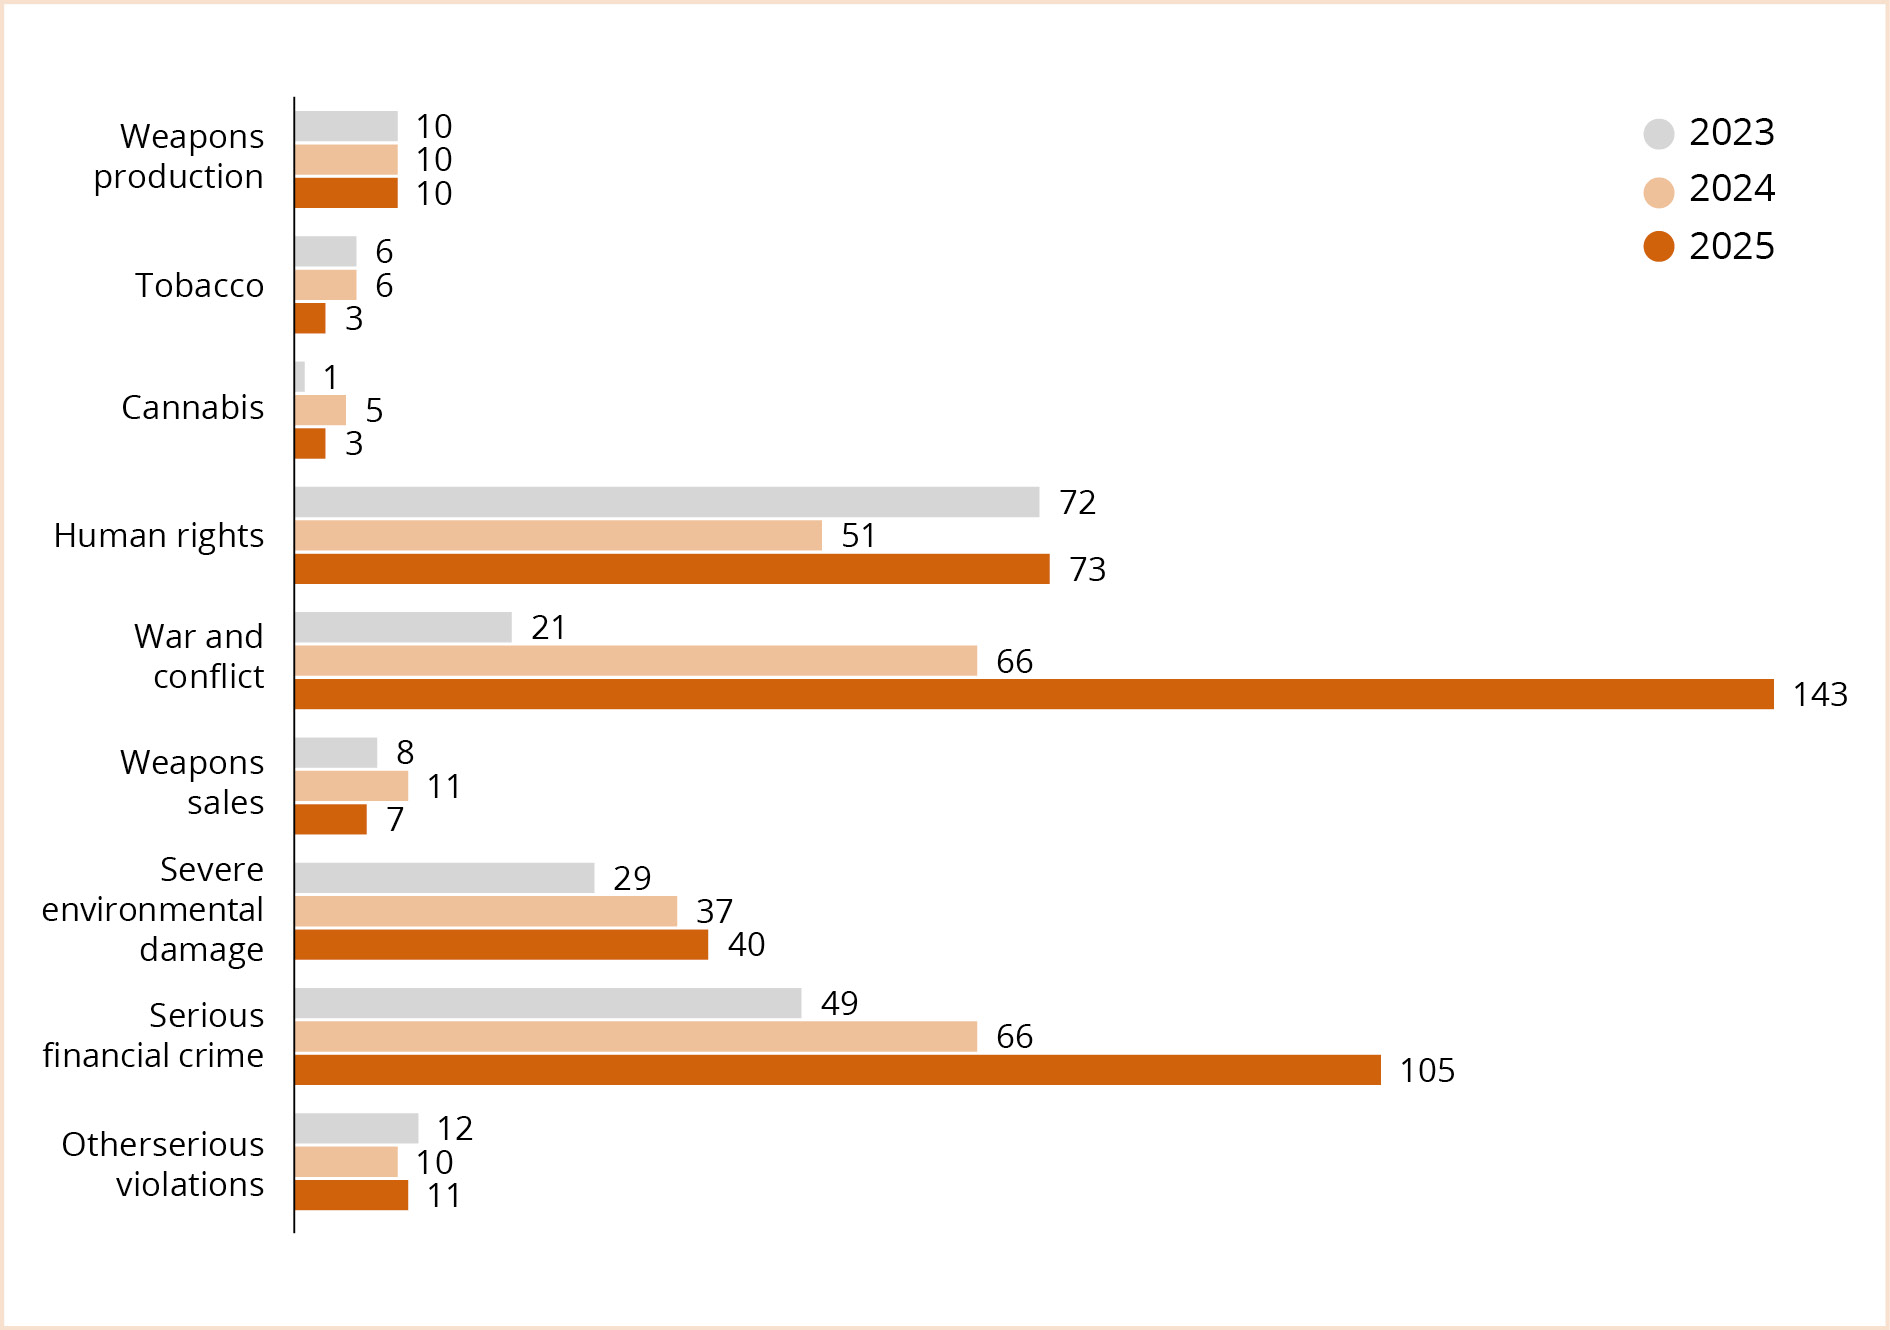 2023
2024
2025
Weapons
production
10
10
10
Tobacco
6
6
3
Cannabis
1
5
3
Human rights
72
51
73
War and
conflict
21
66
143
Weapons
sales
8
11
7
Severe
environmental
damage
29
37
40
Serious
financial crime
49
66
105
Otherserious
violations
12
10
11